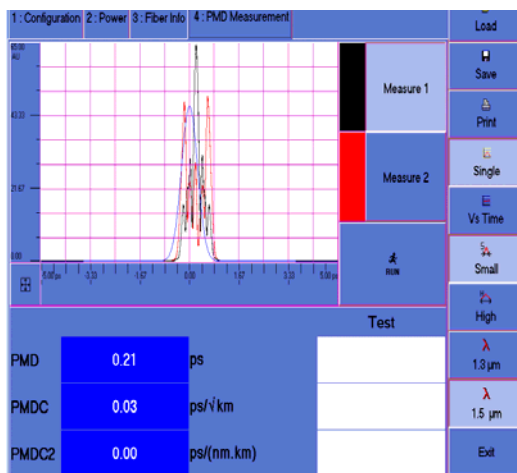 1 : Configuration 2 : Power 3 : Fiber Info 4 : PMD Measurement
Load
60.00
AU
43.33
21.67
0.00
-5.00 ps -3.33 -1.67 0.00 1.67 3.33 5.00 ps
Measure 1
Measure 2
RUN
Save
Print
Single
Vs Time
Small
High
λ
1.3 µm
λ
1.5 µm
Exit
Test
PMD 0.21 ps
PMDC 0.03 ps/√km
PMDC2 0.00 ps/(nm.km)